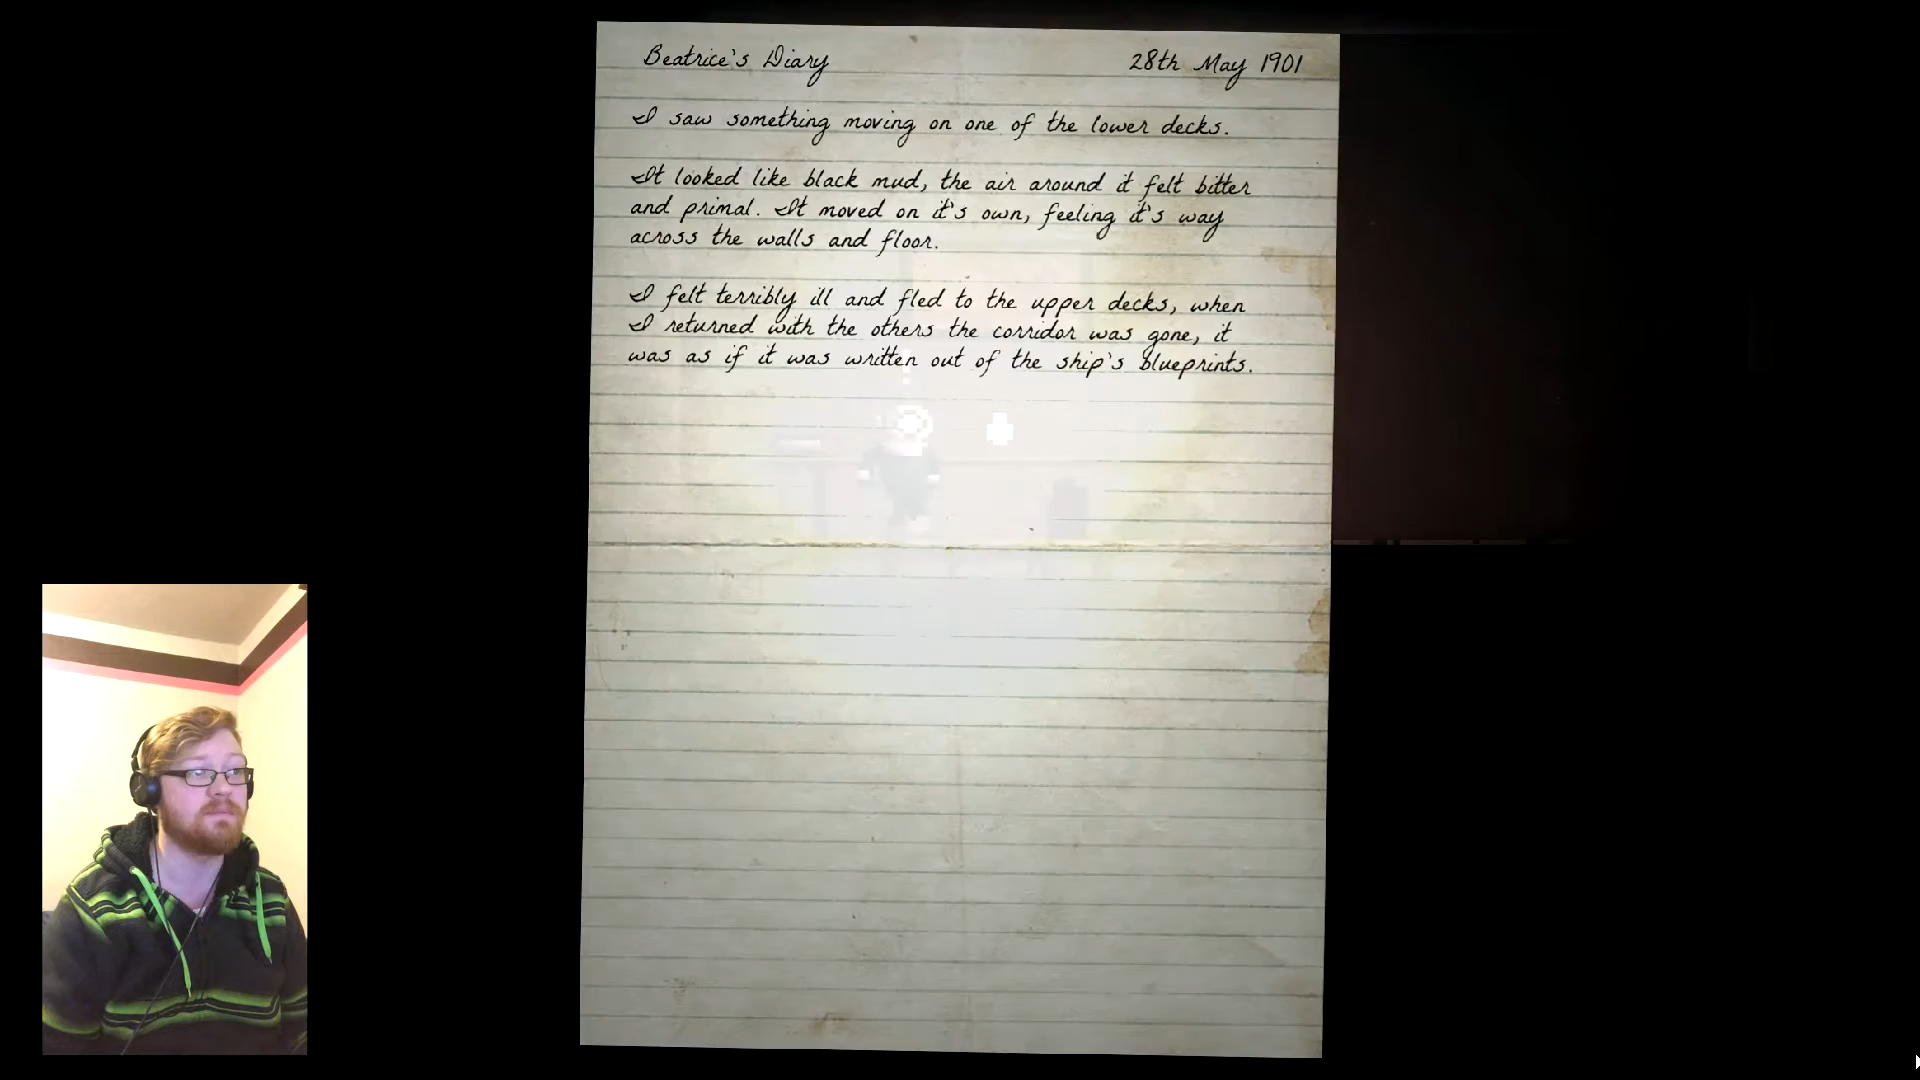 Beatrice's Diary
28th May 1901
I saw something moving on one of the lower decks.
It looked like black mud, the air around it felt bitter
and primal. It moved on it's own, feeling it's way
across the walls and floor.
I felt terribly ill and fled to the upper decks, when
I returned with the others the corridor was gone, it
was as if it was written out of the ship's blueprints.